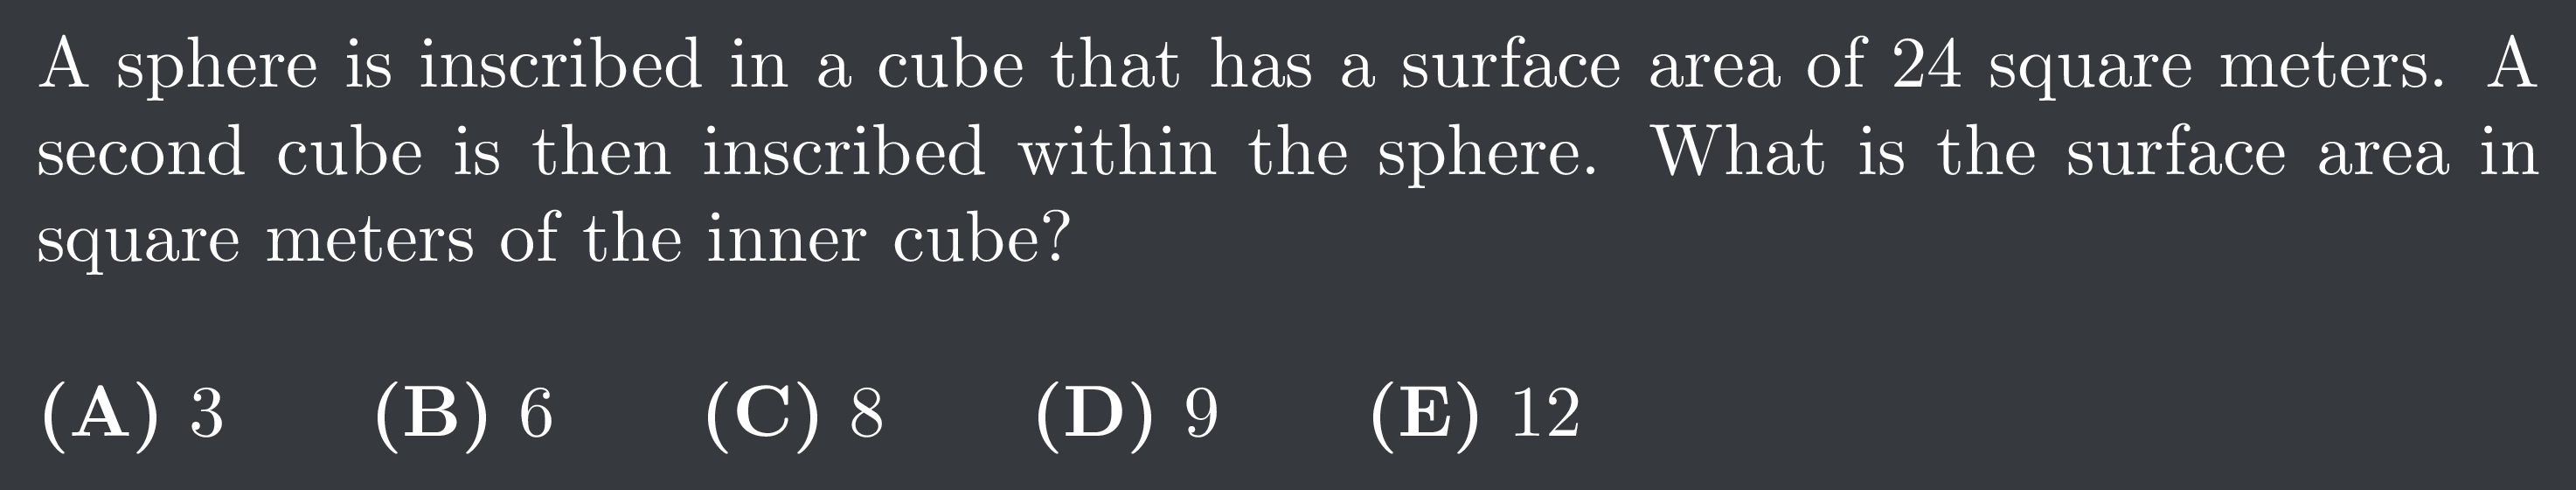 A sphere is inscribed in a cube that has a surface area of 24 square meters. A
second cube is then inscribed within the sphere. What is the surface area in
square meters of the inner cube?
(A) 3 (B) 6 (C) 8 (D) 9 (E) 12